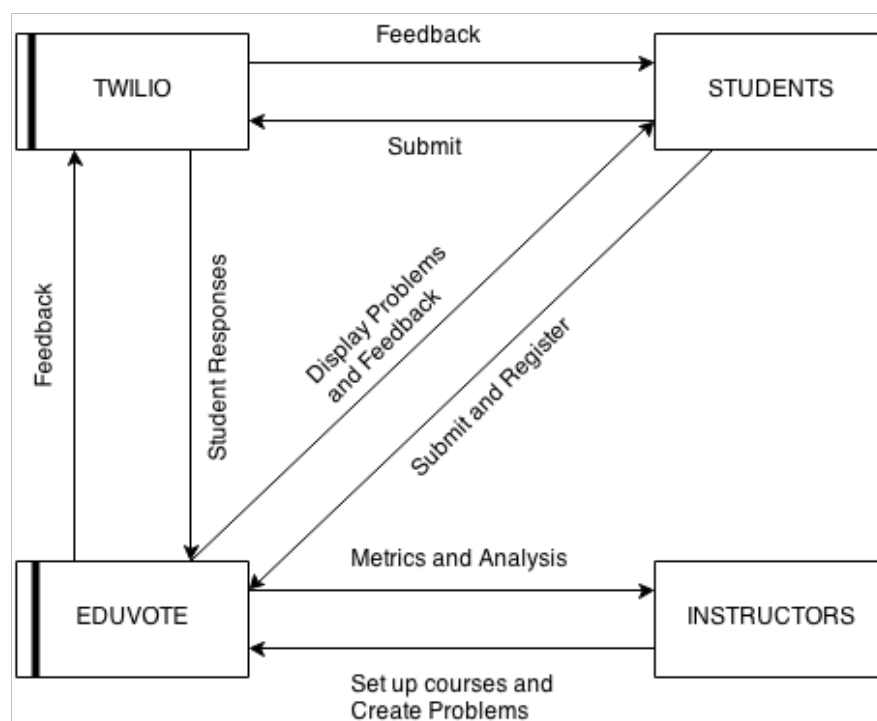 Feedback
TWILIO
STUDENTS
Submit
Feedback
Student Responses
Display Problems
and Feedback
Submit and Register
Metrics and Analysis
EDUVOTE
INSTRUCTORS
Set up courses and
Create Problems